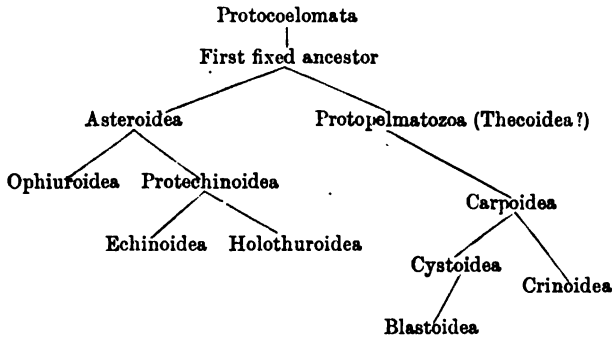 Protocoelomata
First fixed ancestor
Asteroidea Protopelmatozoa (Thecoidea?)
Ophiuroidea Protechinoidea
Carpoidea
Echinoidea Holothuroidea
Cystoidea
Crinoidea
Blastoidea